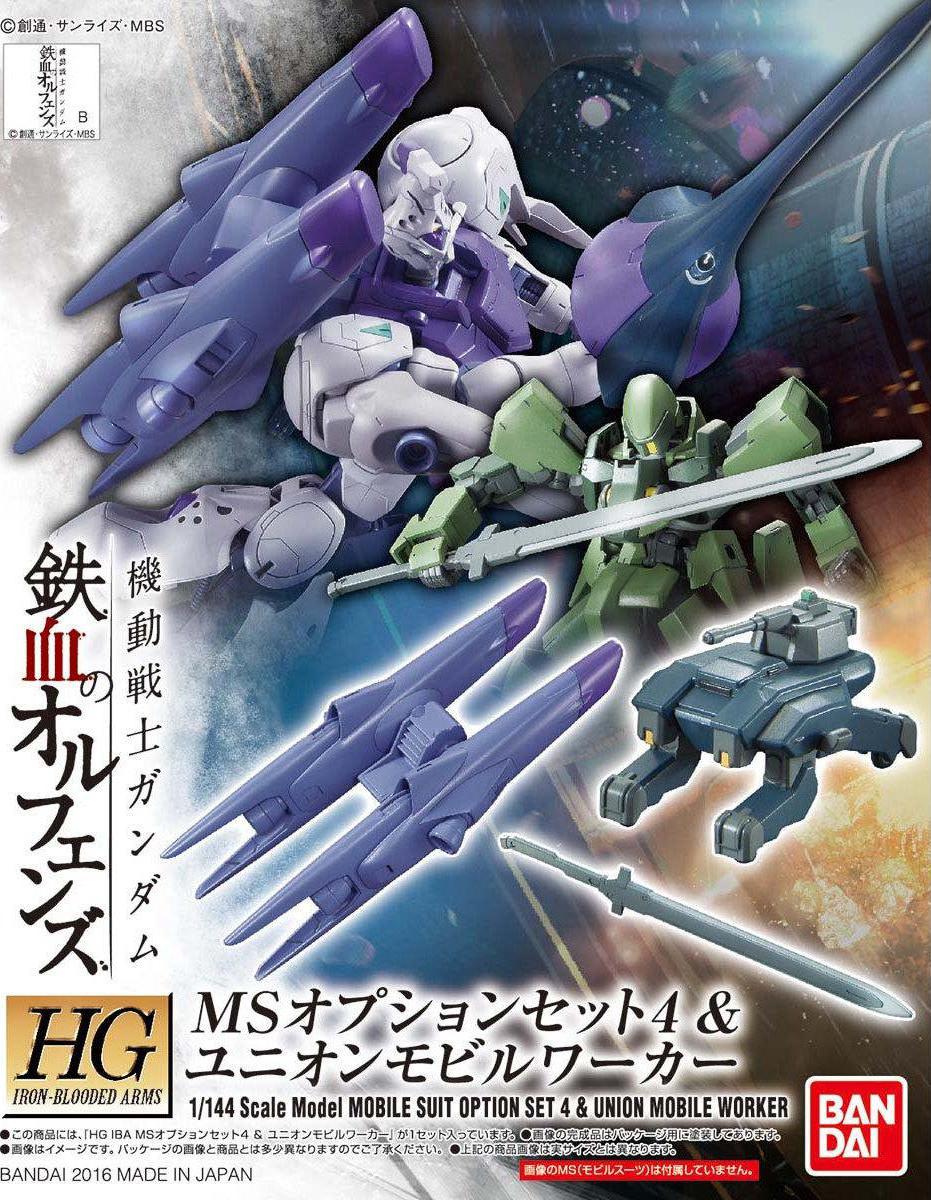 ©創通・サンライズ・MBS
機動戦士ガンダム
鉄血のオルフェンズ
B
©創通・サンライズ・MBS
機動戦士ガンダム
鉄血のオルフェンズ
HG
IRON-BLOODED ARMS
MSオプションセット4 &
ユニオンモビルワーカー
1/144 Scale Model MOBILE SUIT OPTION SET 4 & UNION MOBILE WORKER
BAN
DAI
●この商品には、「HG IBA MSオプションセット4 & ユニオンモビルワーカー」が1セット入っています。 ●画像の完成品はパッケージ用に塗装してあります。
●画像はイメージです。パッケージの画像と商品とは多少異なりますのでご了承ください。 ●上記の商品画像は実サイズとは異なります。
画像のMS(モビルスーツ)は付属していません。
BANDAI 2016 MADE IN JAPAN